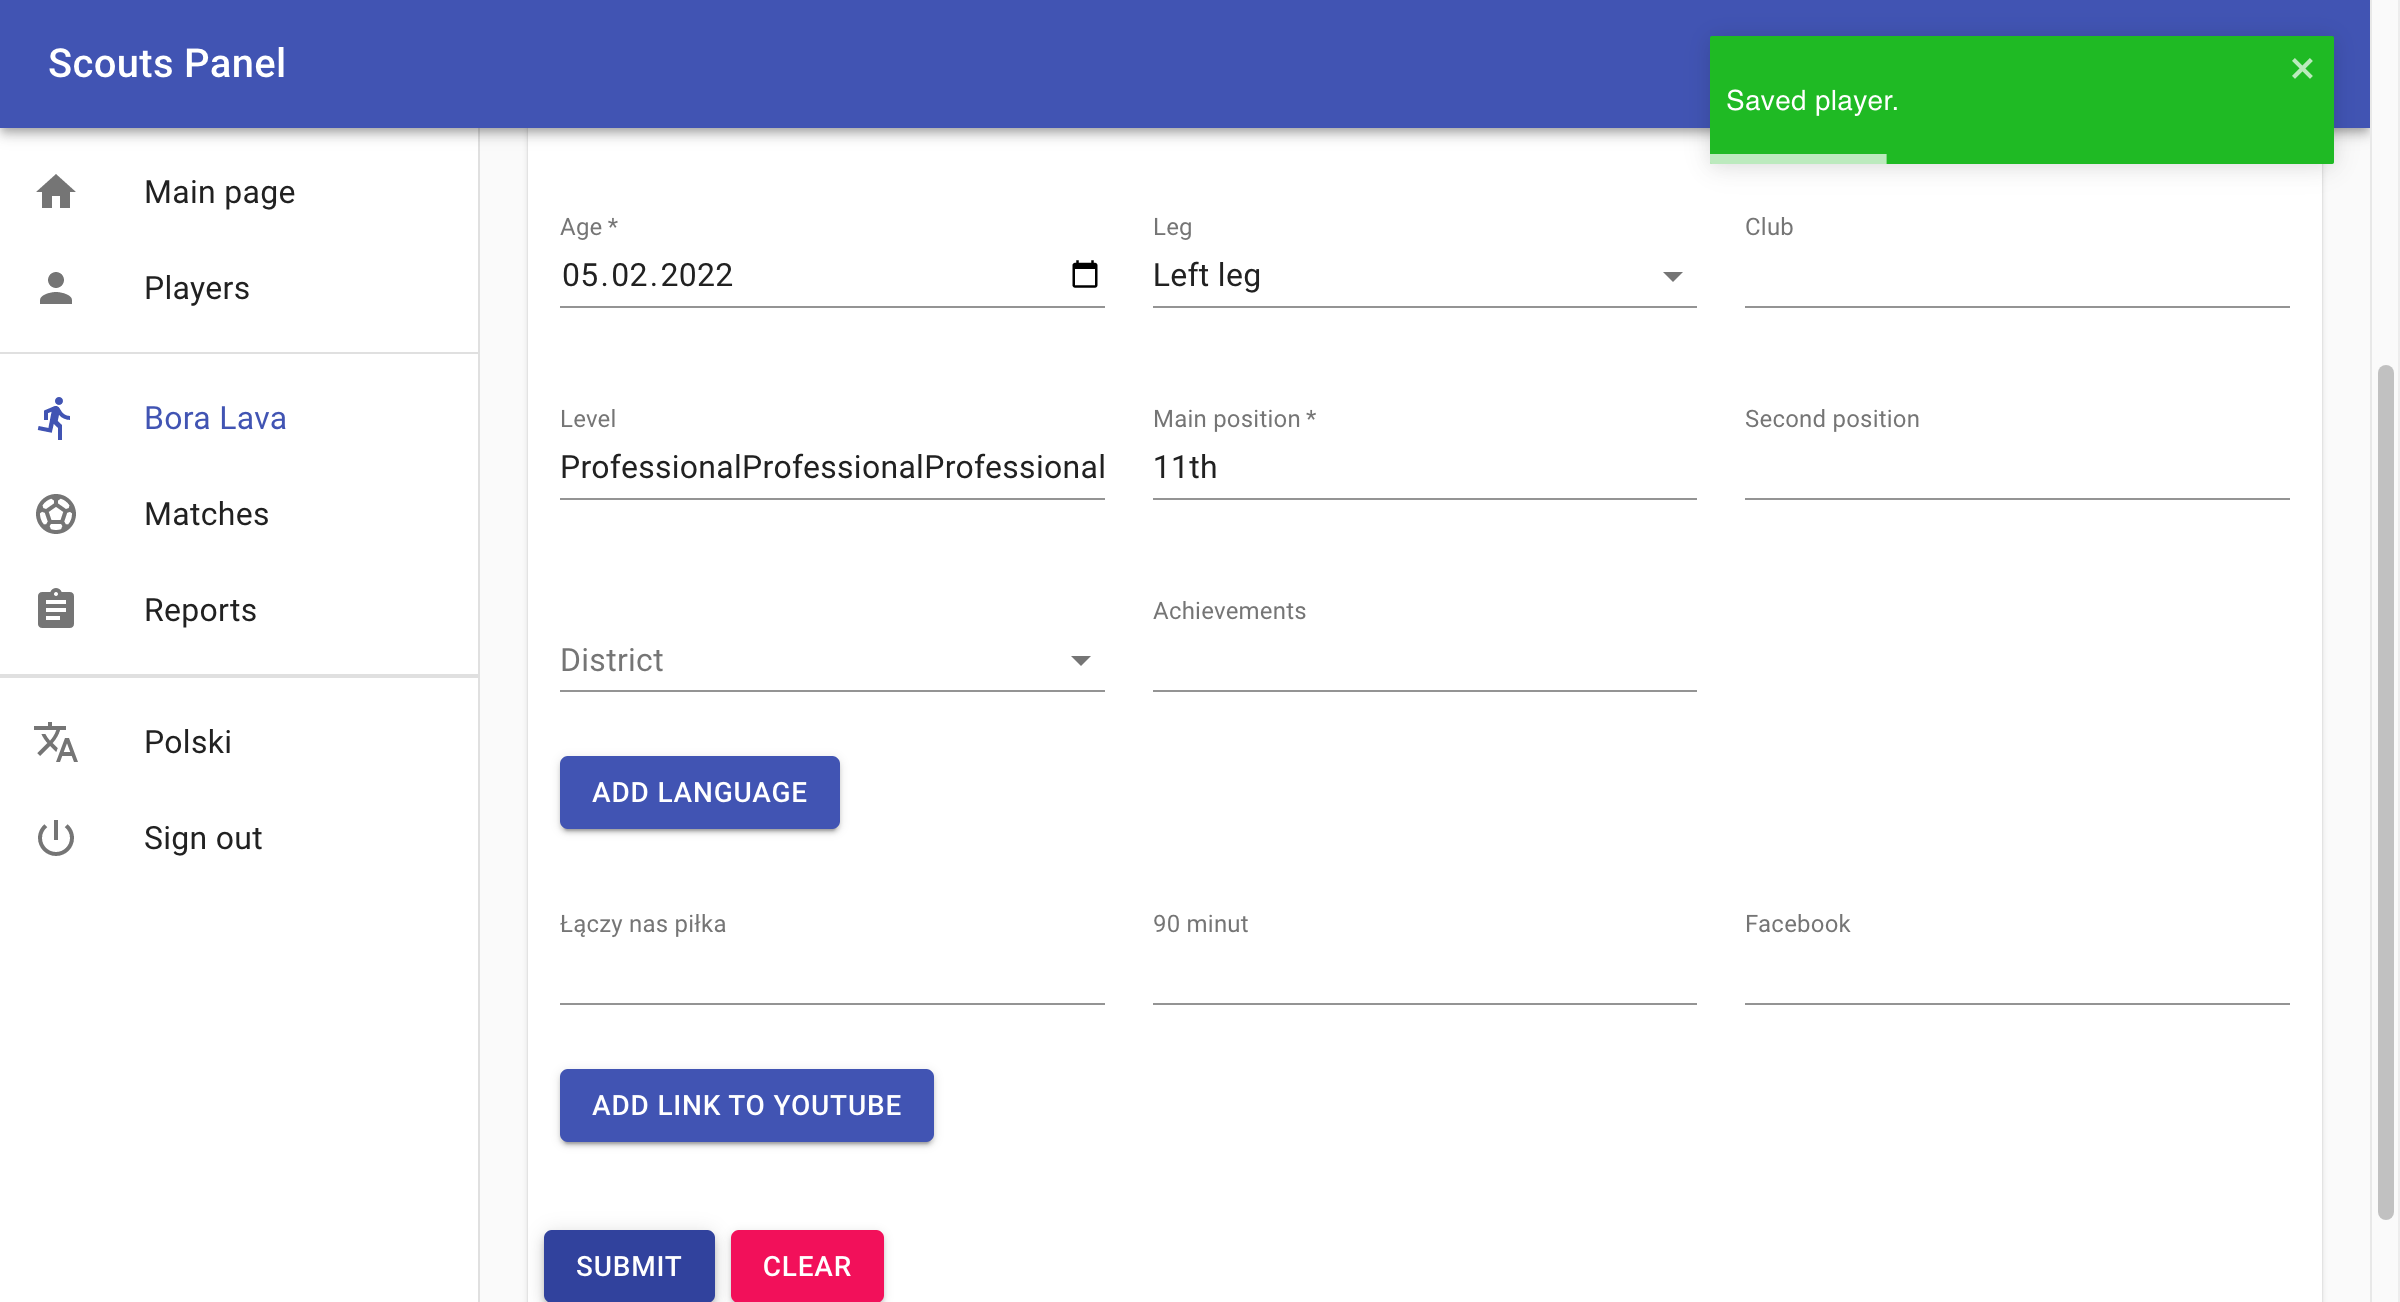 Scouts Panel
Saved player.
Main page
Players
Bora Lava
Matches
Reports
Polski
Sign out
Age *
05.02.2022
Leg
Left leg
Club
Level
ProfessionalProfessionalProfessional
Main position *
11th
Second position
District
Achievements
ADD LANGUAGE
Łączy nas piłka
90 minut
Facebook
ADD LINK TO YOUTUBE
SUBMIT
CLEAR